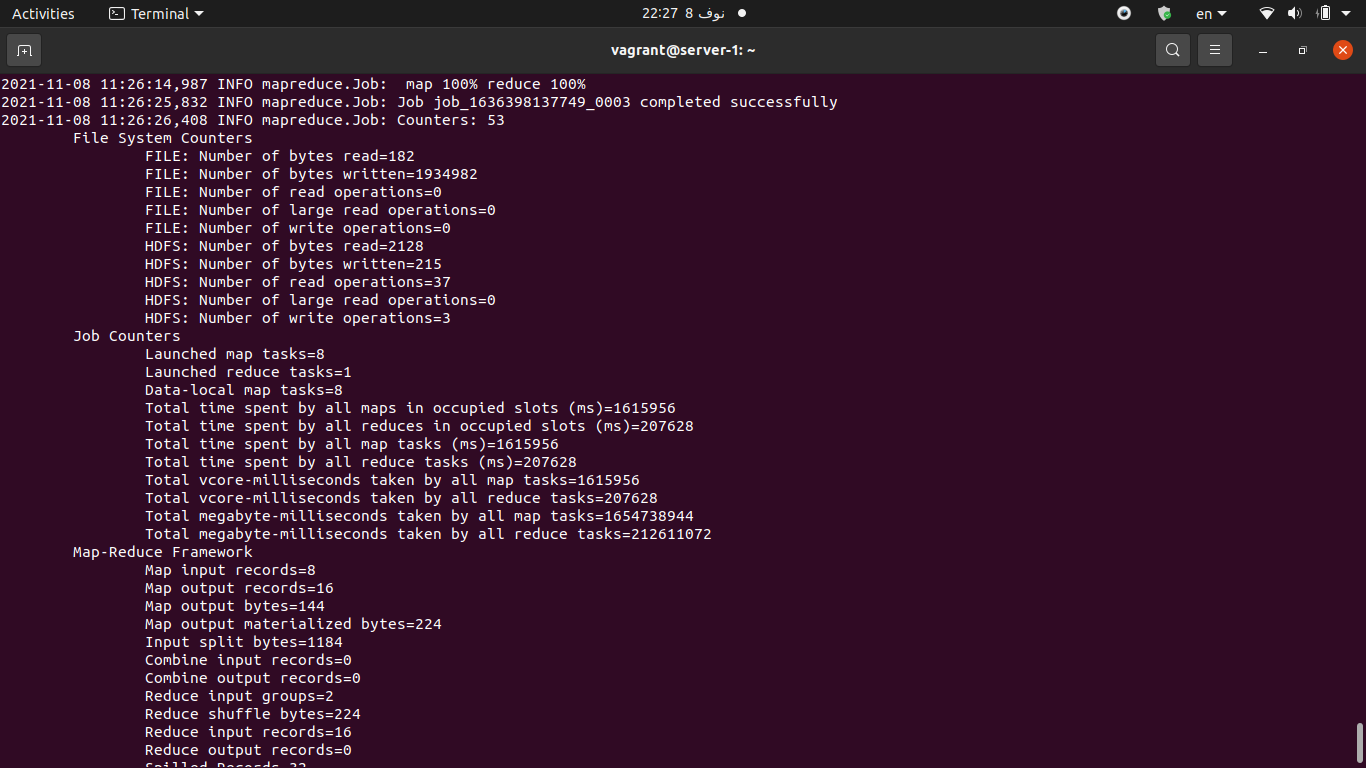 Activities Terminal 22:27 8 نوف en
vagrant@server-1: ~
2021-11-08 11:26:14,987 INFO mapreduce.Job:  map 100% reduce 100%
2021-11-08 11:26:25,832 INFO mapreduce.Job: Job job_1636398137749_0003 completed successfully
2021-11-08 11:26:26,408 INFO mapreduce.Job: Counters: 53
File System Counters
FILE: Number of bytes read=182
FILE: Number of bytes written=1934982
FILE: Number of read operations=0
FILE: Number of large read operations=0
FILE: Number of write operations=0
HDFS: Number of bytes read=2128
HDFS: Number of bytes written=215
HDFS: Number of read operations=37
HDFS: Number of large read operations=0
HDFS: Number of write operations=3
Job Counters
Launched map tasks=8
Launched reduce tasks=1
Data-local map tasks=8
Total time spent by all maps in occupied slots (ms)=1615956
Total time spent by all reduces in occupied slots (ms)=207628
Total time spent by all map tasks (ms)=1615956
Total time spent by all reduce tasks (ms)=207628
Total vcore-milliseconds taken by all map tasks=1615956
Total vcore-milliseconds taken by all reduce tasks=207628
Total megabyte-milliseconds taken by all map tasks=1654738944
Total megabyte-milliseconds taken by all reduce tasks=212611072
Map-Reduce Framework
Map input records=8
Map output records=16
Map output bytes=144
Map output materialized bytes=224
Input split bytes=1184
Combine input records=0
Combine output records=0
Reduce input groups=2
Reduce shuffle bytes=224
Reduce input records=16
Reduce output records=0
Spilled Records=32